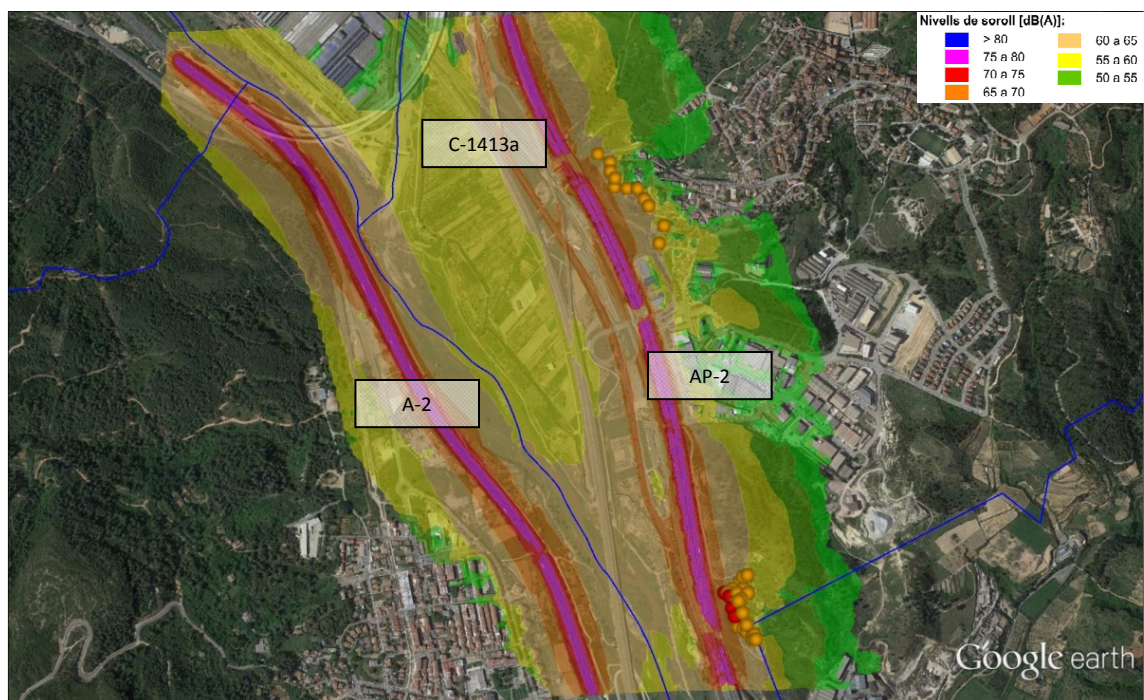 Nivells de soroll [dB(A)]:
> 80
75 a 80
70 a 75
65 a 70
60 a 65
55 a 60
50 a 55
C-1413a
AP-2
A-2
Google earth